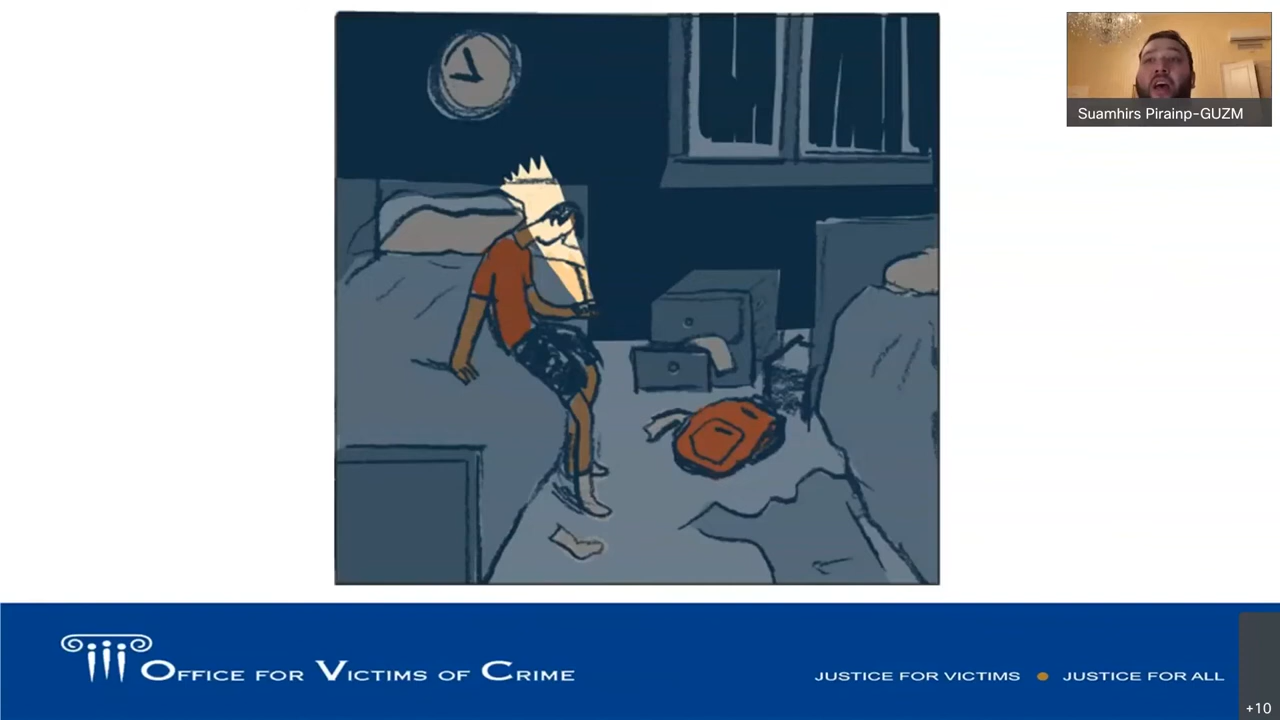 Suamhirs Pirainp-GUZM
OFFICE FOR VICTIMS OF CRIME
JUSTICE FOR VICTIMS ● JUSTICE FOR ALL
+10